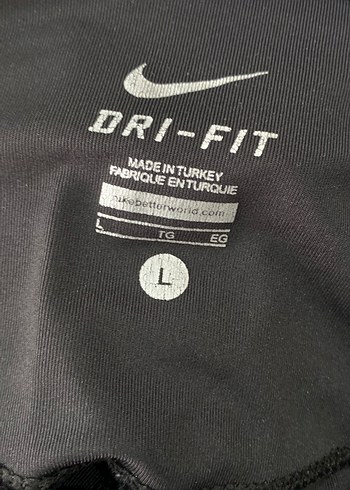 DRI-FIT
MADE IN TURKEY
FABRIQUE EN TURQUIE
nikebetterworld.com
L TG EG
L